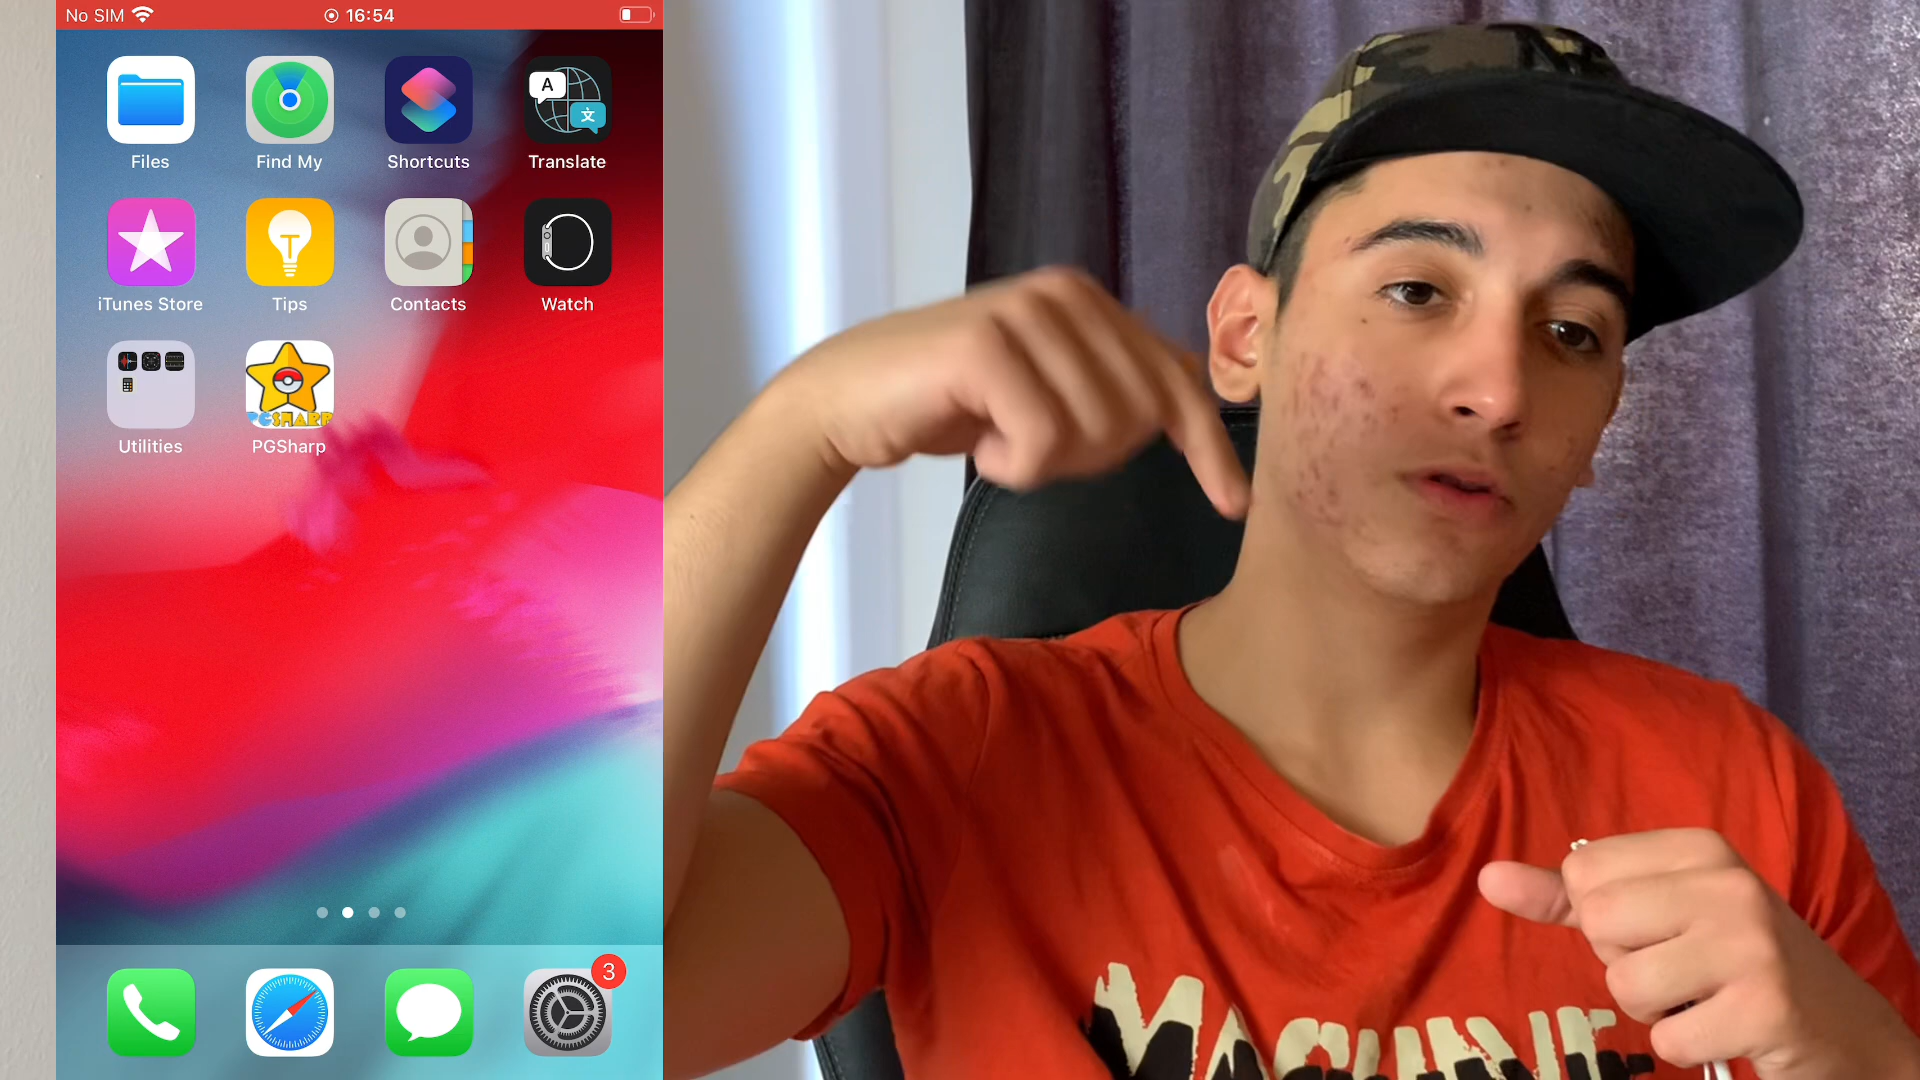 No SIM 16:54
Files Find My Shortcuts Translate
iTunes Store Tips Contacts Watch
Utilities PGSharp
PGSHARP
A
文
3
MACHINE